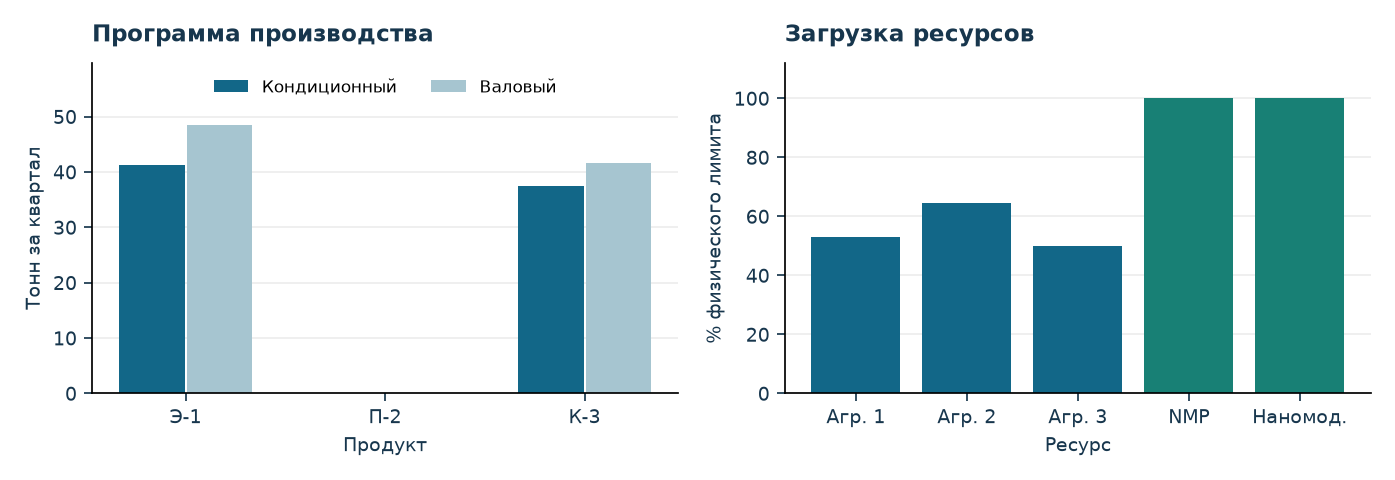 Программа производства
Кондиционный
Валовый
Тонн за квартал
50
40
30
20
10
0
Э-1
П-2
К-3
Продукт
Загрузка ресурсов
% физического лимита
100
80
60
40
20
0
Агр. 1
Агр. 2
Агр. 3
NMP
Наномод.
Ресурс